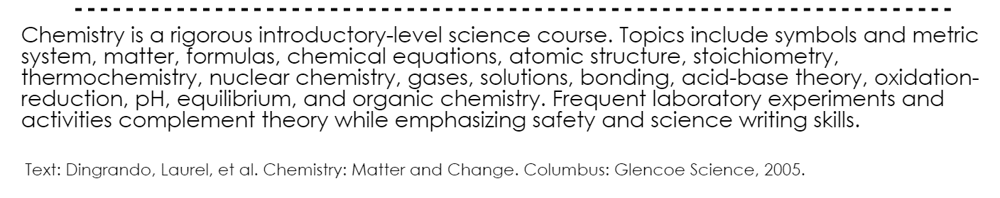 Chemistry is a rigorous introductory-level science course. Topics include symbols and metric
system, matter, formulas, chemical equations, atomic structure, stoichiometry,
thermochemistry, nuclear chemistry, gases, solutions, bonding, acid-base theory, oxidation-
reduction, pH, equilibrium, and organic chemistry. Frequent laboratory experiments and
activities complement theory while emphasizing safety and science writing skills.
Text: Dingrando, Laurel, et al. Chemistry: Matter and Change. Columbus: Glencoe Science, 2005.